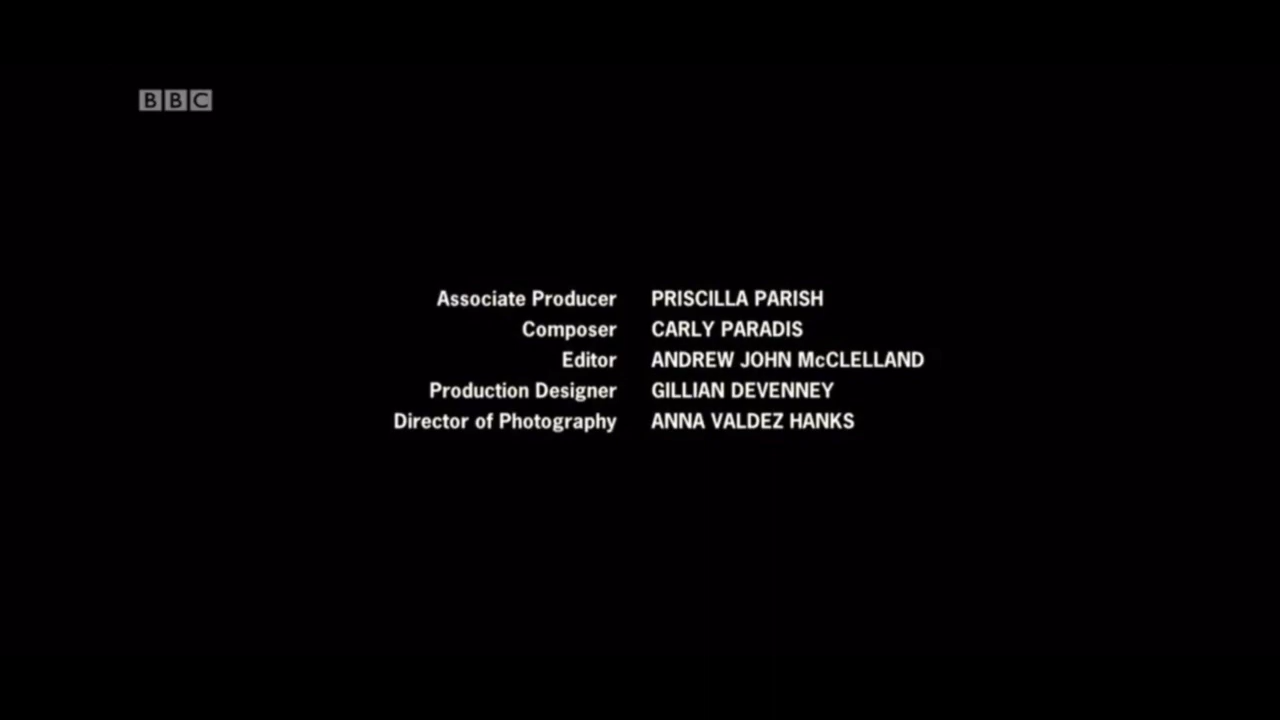 BBC
Associate Producer PRISCILLA PARISH
Composer CARLY PARADIS
Editor ANDREW JOHN McCLELLAND
Production Designer GILLIAN DEVENNEY
Director of Photography ANNA VALDEZ HANKS